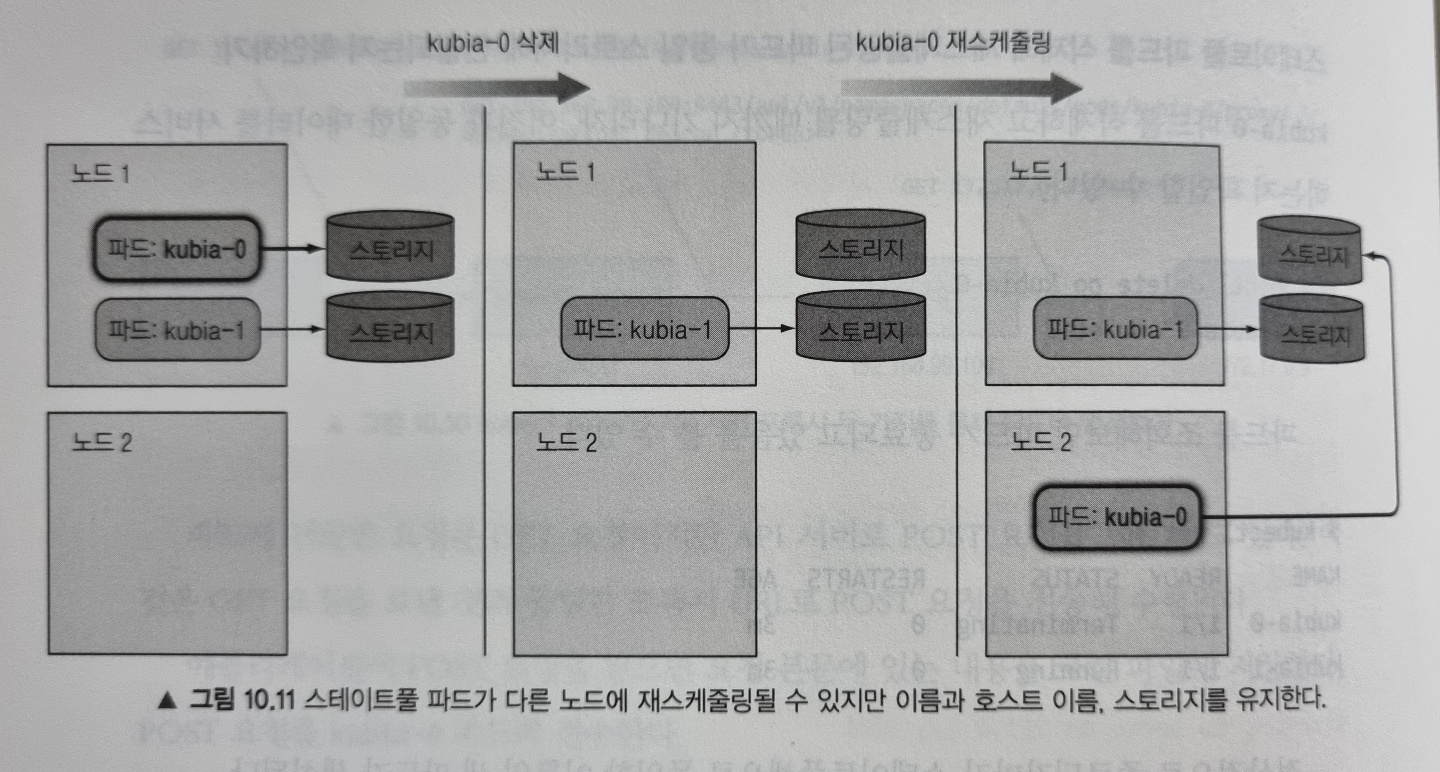 kubia-0 삭제
kubia-0 재스케줄링
노드 1
파드: kubia-0
스토리지
파드: kubia-1
스토리지
노드 2
노드 1
스토리지
파드: kubia-1
스토리지
노드 2
노드 1
스토리지
파드: kubia-1
스토리지
노드 2
파드: kubia-0
▲ 그림 10.11 스테이트풀 파드가 다른 노드에 재스케줄링될 수 있지만 이름과 호스트 이름, 스토리지를 유지한다.